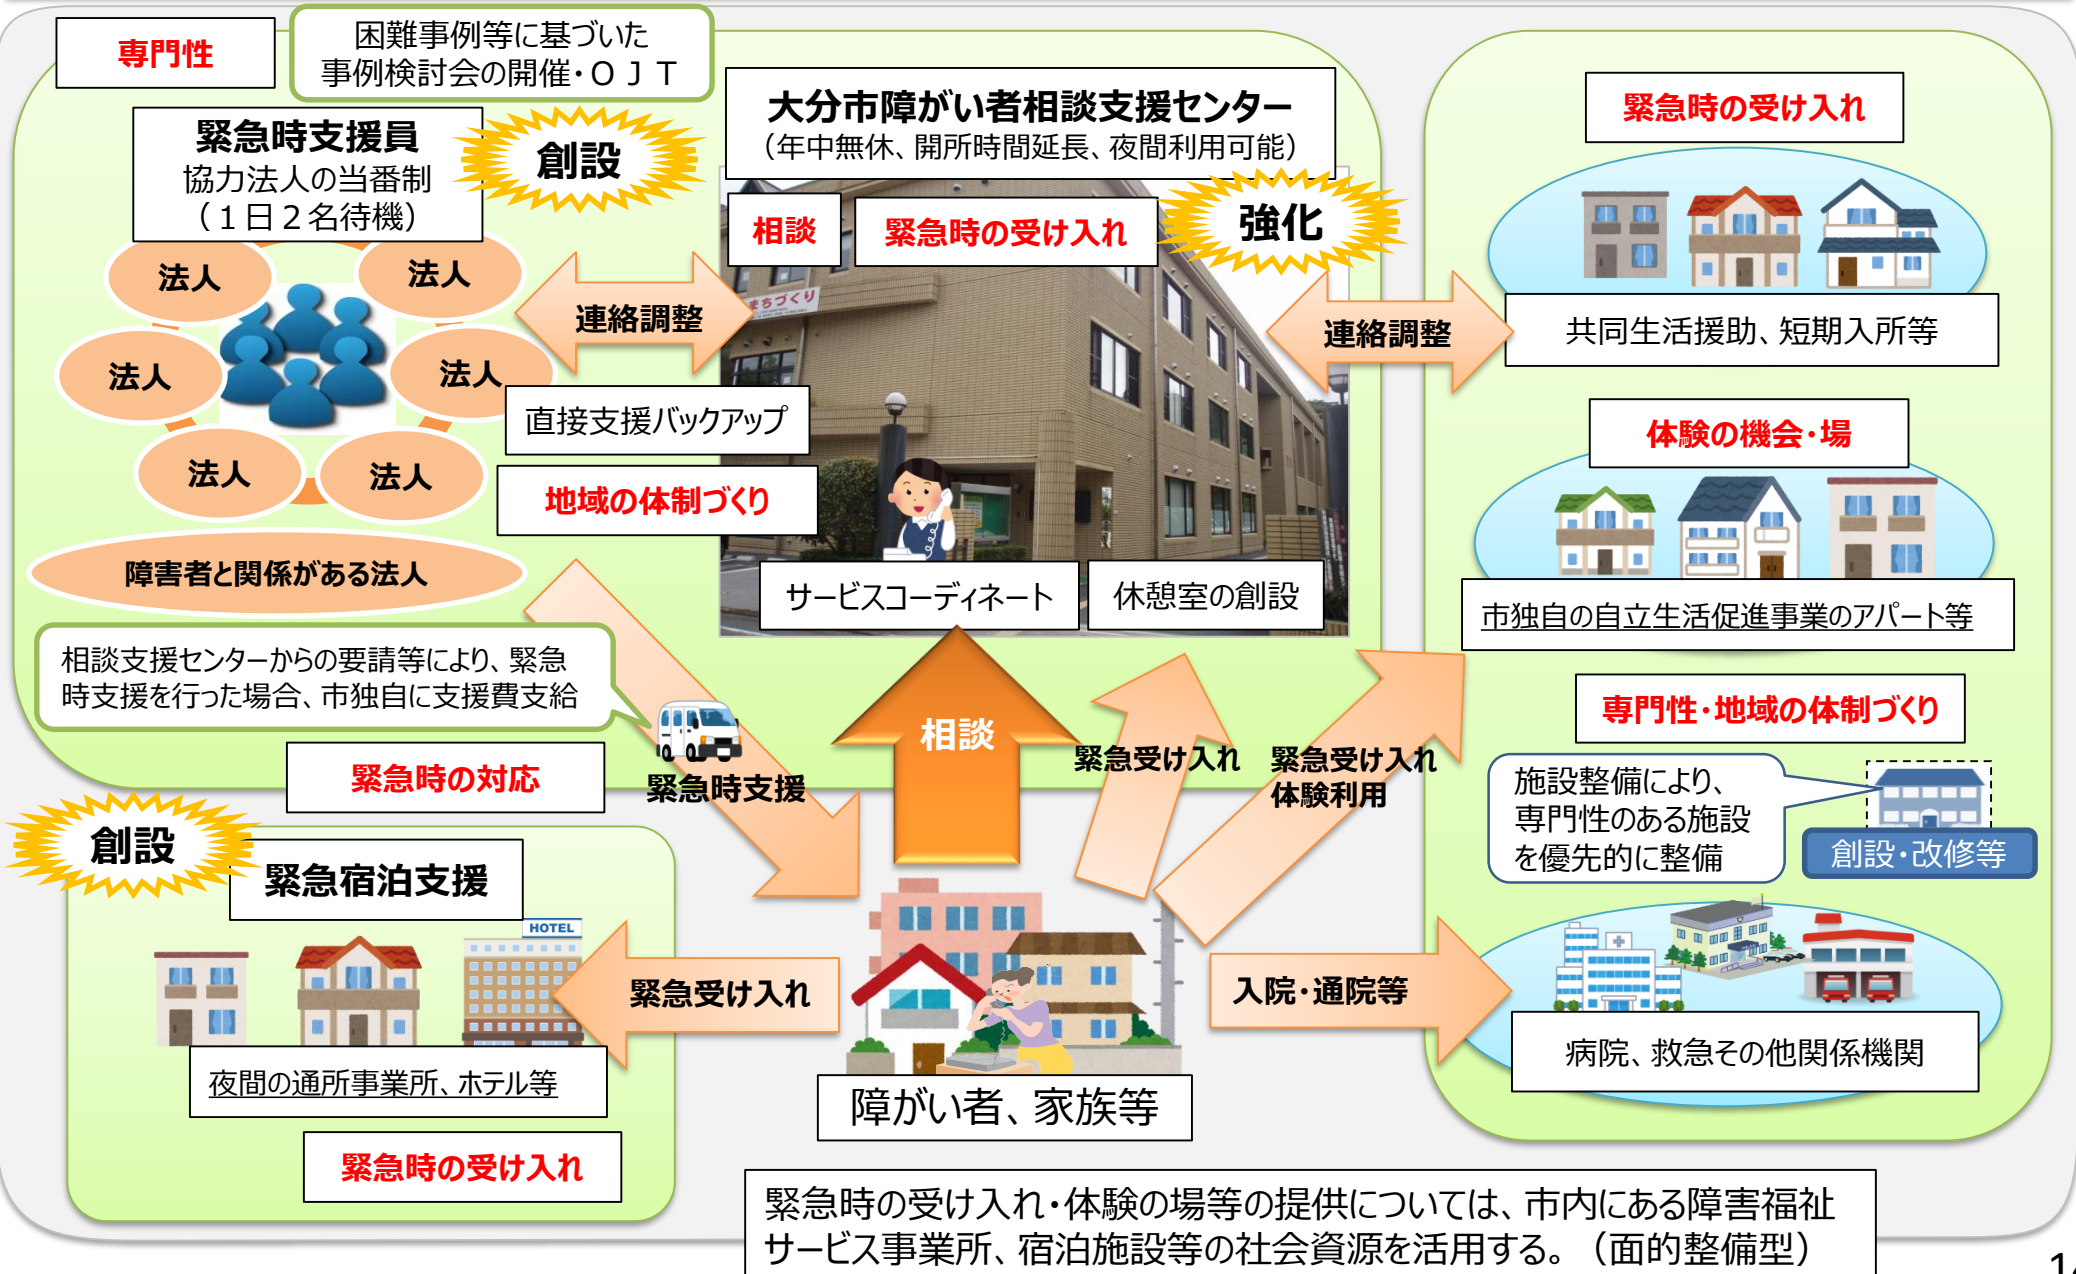 専門性
困難事例等に基づいた
事例検討会の開催・ＯＪＴ
緊急時支援員
協力法人の当番制
（１日２名待機）
創設
法人
法人
法人
法人
法人
法人
障害者と関係がある法人
連絡調整
直接支援バックアップ
地域の体制づくり
大分市障がい者相談支援センター
（年中無休、開所時間延長、夜間利用可能）
相談
緊急時の受け入れ
強化
まちづくり
サービスコーディネート
休憩室の創設
連絡調整
緊急時の受け入れ
共同生活援助、短期入所等
体験の機会・場
市独自の自立生活促進事業のアパート等
専門性・地域の体制づくり
施設整備により、
専門性のある施設
を優先的に整備
創設・改修等
病院、救急その他関係機関
相談支援センターからの要請等により、緊急
時支援を行った場合、市独自に支援費支給
緊急時の対応
緊急時支援
相談
緊急受け入れ
緊急受け入れ
体験利用
入院・通院等
創設
緊急宿泊支援
HOTEL
夜間の通所事業所、ホテル等
緊急時の受け入れ
緊急受け入れ
障がい者、家族等
緊急時の受け入れ・体験の場等の提供については、市内にある障害福祉
サービス事業所、宿泊施設等の社会資源を活用する。（面的整備型）